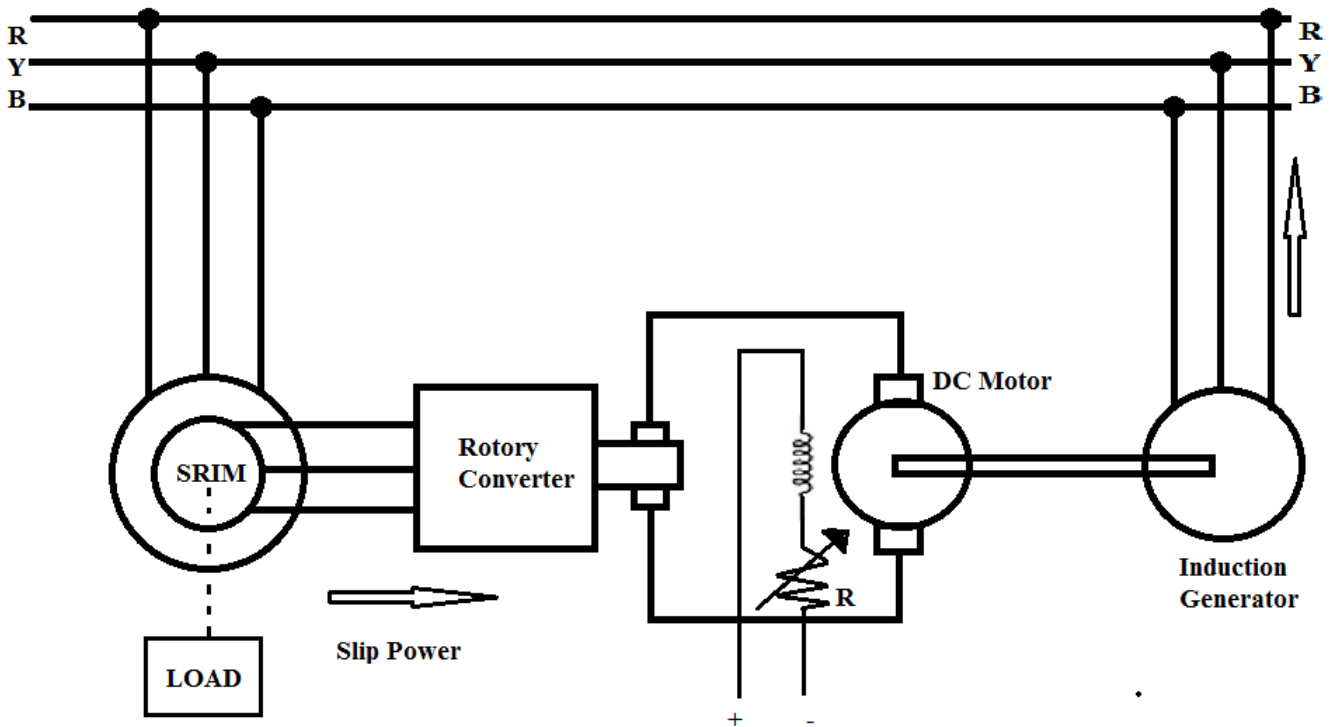 R
Y
B
R
Y
B
DC Motor
Rotory
Converter
SRIM
R
Induction
Generator
Slip Power
LOAD
+ -